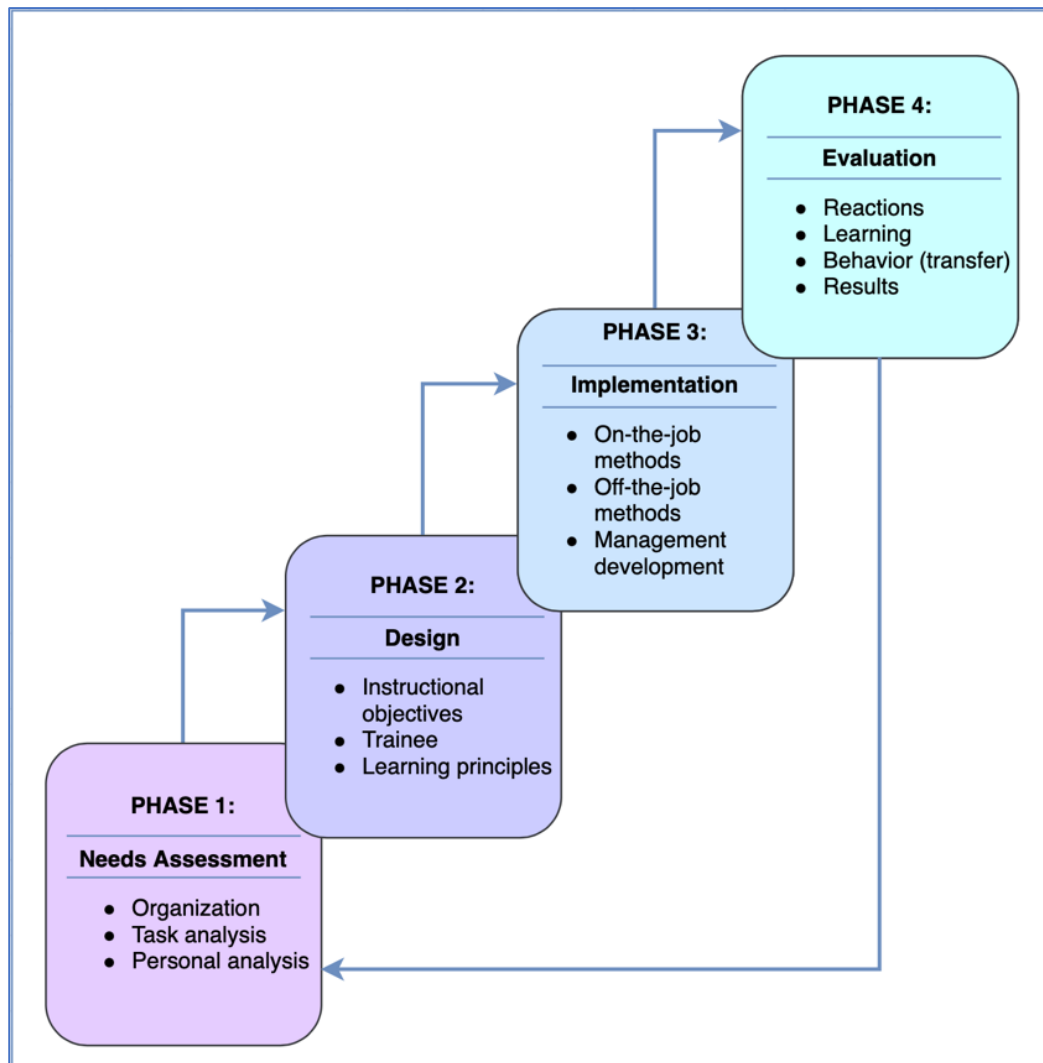 PHASE 4:
Evaluation
● Reactions
● Learning
● Behavior (transfer)
● Results
PHASE 3:
Implementation
● On-the-job
methods
● Off-the-job
methods
● Management
development
PHASE 2:
Design
● Instructional
objectives
● Trainee
● Learning principles
PHASE 1:
Needs Assessment
● Organization
● Task analysis
● Personal analysis